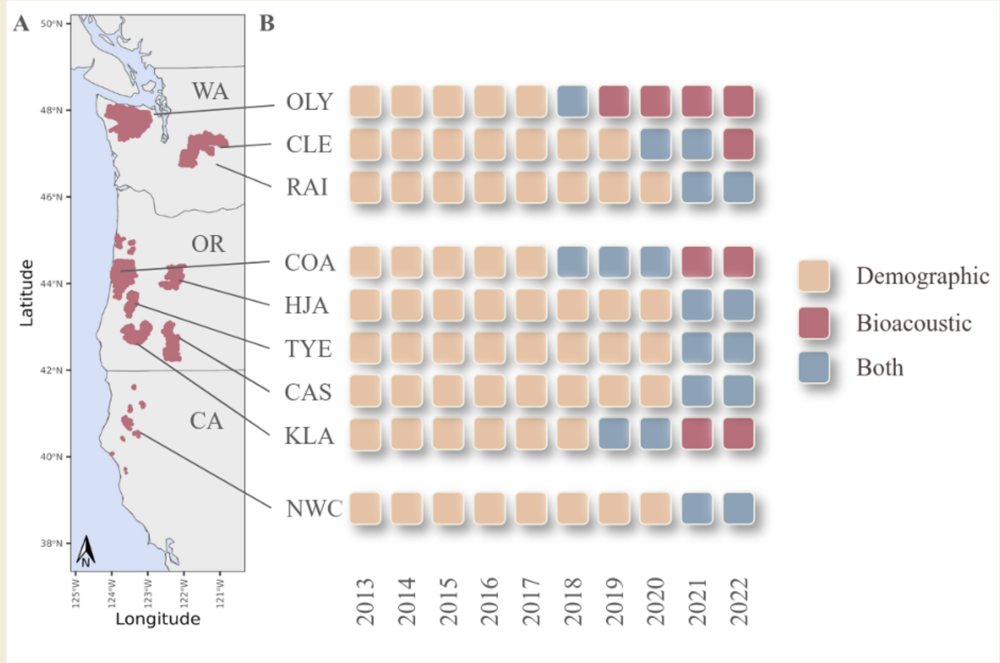 A
B
50°N
48°N
46°N
44°N
42°N
40°N
38°N
Latitude
WA
OR
CA
N
125°W
124°W
123°W
122°W
121°W
Longitude
OLY
CLE
RAI
COA
HJA
TYE
CAS
KLA
NWC
2013
2014
2015
2016
2017
2018
2019
2020
2021
2022
Demographic
Bioacoustic
Both